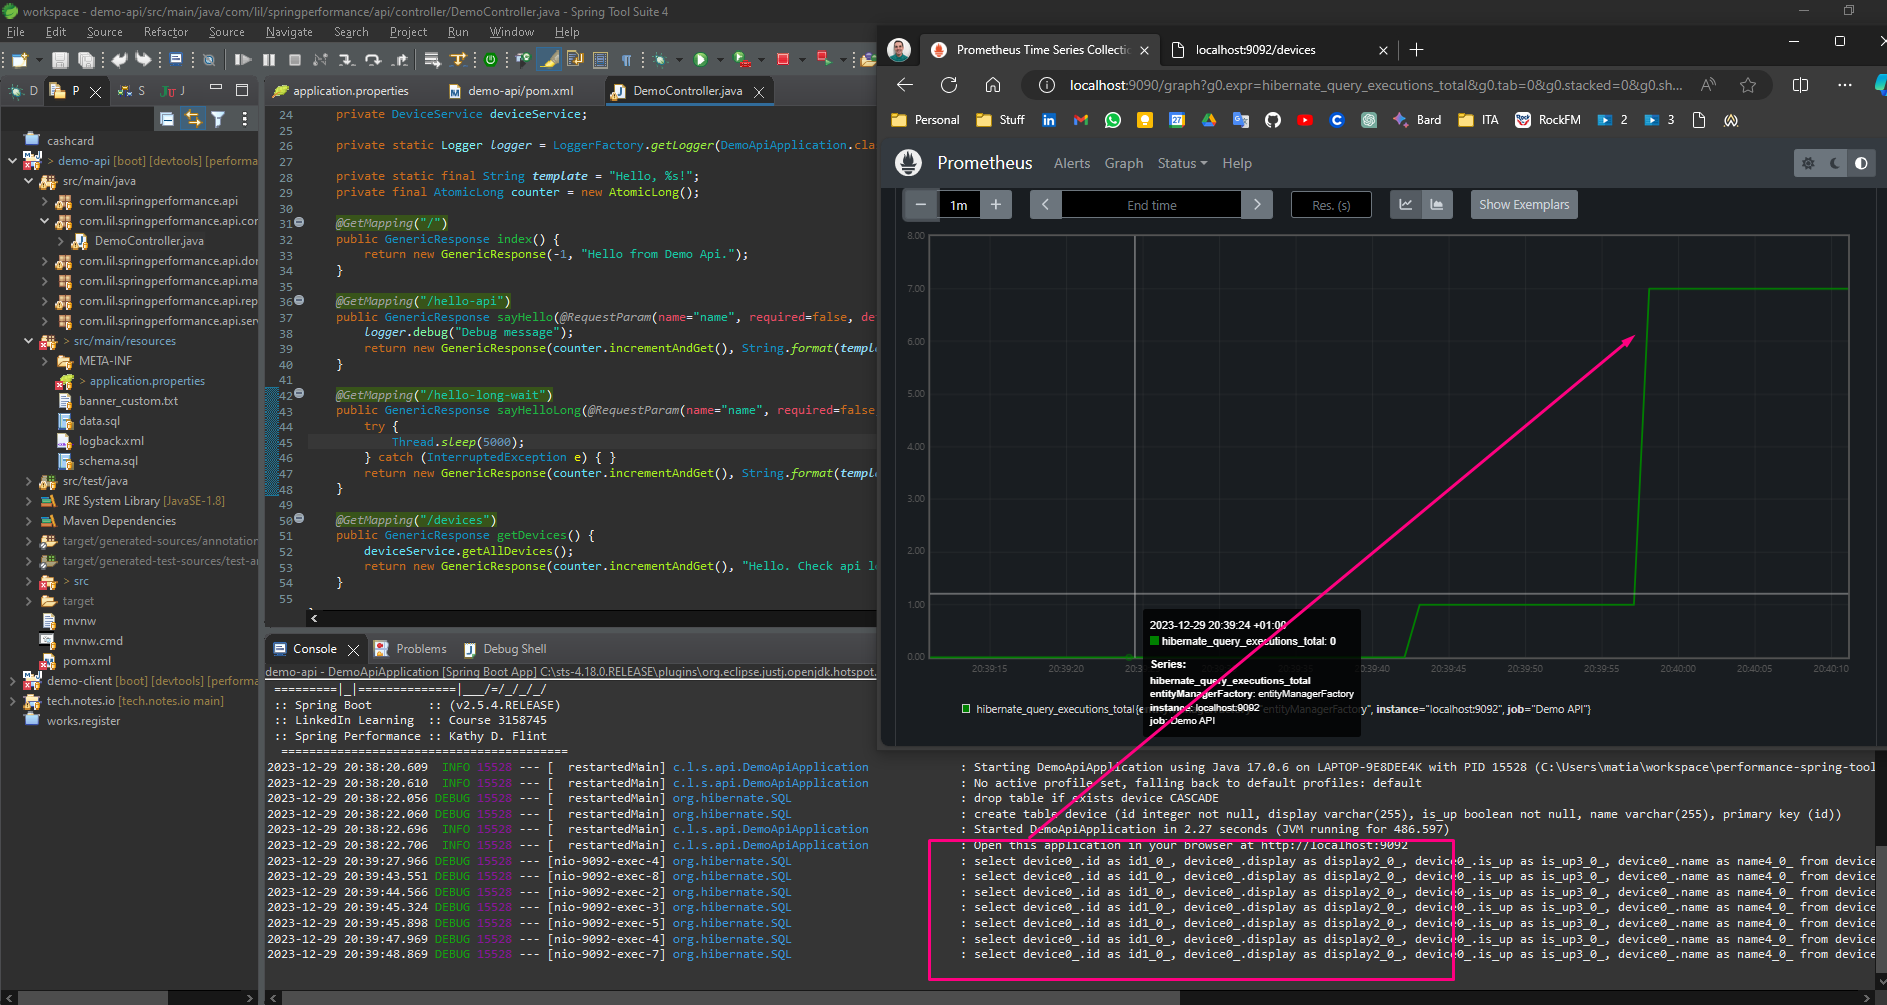 workspace - demo-api/src/main/java/com/lil/springperformance/api/controller/DemoController.java - Spring Tool Suite 4
File Edit Source Refactor Source Navigate Search Project Run Window Help
D P S J
cashcard
> demo-api [boot] [devtools] [performa
src/main/java
com.lil.springperformance.api
com.lil.springperformance.api.con
DemoController.java
com.lil.springperformance.api.dor
com.lil.springperformance.api.ma
com.lil.springperformance.api.rep
com.lil.springperformance.api.serv
> src/main/resources
META-INF
> application.properties
banner_custom.txt
data.sql
logback.xml
schema.sql
src/test/java
JRE System Library [JavaSE-1.8]
Maven Dependencies
target/generated-sources/annotation
target/generated-test-sources/test-ar
> src
target
mvnw
mvnw.cmd
pom.xml
demo-client [boot] [devtools] [performa
tech.notes.io [tech.notes.io main]
works.register
application.properties demo-api/pom.xml DemoController.java
24 private DeviceService deviceService;
25
26 private static Logger logger = LoggerFactory.getLogger(DemoApiApplication.cla
27
28 private static final String template = "Hello, %s!";
29 private final AtomicLong counter = new AtomicLong();
30
31 @GetMapping("/")
32 public GenericResponse index() {
33 return new GenericResponse(-1, "Hello from Demo Api.");
34 }
35
36 @GetMapping("/hello-api")
37 public GenericResponse sayHello(@RequestParam(name="name", required=false, de
38 logger.debug("Debug message");
39 return new GenericResponse(counter.incrementAndGet(), String.format(templ
40 }
41
42 @GetMapping("/hello-long-wait")
43 public GenericResponse sayHelloLong(@RequestParam(name="name", required=false
44 try {
45 Thread.sleep(5000);
46 } catch (InterruptedException e) { }
47 return new GenericResponse(counter.incrementAndGet(), String.format(templ
48 }
49
50 @GetMapping("/devices")
51 public GenericResponse getDevices() {
52 deviceService.getAllDevices();
53 return new GenericResponse(counter.incrementAndGet(), "Hello. Check api l
54 }
55
Prometheus Time Series Collectio localhost:9092/devices
localhost:9090/graph?g0.expr=hibernate_query_executions_total&g0.tab=0&g0.stacked=0&g0.sh...
Personal Stuff Bard ITA RockFM 2 3
Prometheus Alerts Graph Status Help
1m End time Res. (s) Show Exemplars
8.00
7.00
6.00
5.00
4.00
3.00
2.00
1.00
0.00
20:39:15 20:39:20 20:3 20:39:40 20:39:45 20:39:50 20:39:55 20:40:00 20:40:05 20:40:10
2023-12-29 20:39:24 +01:00
hibernate_query_executions_total: 0
Series:
hibernate_query_executions_total
entityManagerFactory: entityManagerFactory
instance: localhost:9092
job: Demo API
hibernate_query_executions_total{e "entityManagerFactory", instance="localhost:9092", job="Demo API"}
Console Problems Debug Shell
demo-api - DemoApiApplication [Spring Boot App] C:\sts-4.18.0.RELEASE\plugins\org.eclipse.justj.openjdk.hotspot.
=========|_|==============|___/=/_/_/_/
:: Spring Boot :: (v2.5.4.RELEASE)
:: LinkedIn Learning :: Course 3158745
:: Spring Performance :: Kathy D. Flint
========================================
2023-12-29 20:38:20.609 INFO 15528 --- [ restartedMain] c.l.s.api.DemoApiApplication : Starting DemoApiApplication using Java 17.0.6 on LAPTOP-9E8DEE4K with PID 15528 (C:\Users\matia\workspace\performance-spring-tool
2023-12-29 20:38:20.610 INFO 15528 --- [ restartedMain] c.l.s.api.DemoApiApplication : No active profile set, falling back to default profiles: default
2023-12-29 20:38:22.056 DEBUG 15528 --- [ restartedMain] org.hibernate.SQL : drop table if exists device CASCADE
2023-12-29 20:38:22.060 DEBUG 15528 --- [ restartedMain] org.hibernate.SQL : create table device (id integer not null, display varchar(255), is_up boolean not null, name varchar(255), primary key (id))
2023-12-29 20:38:22.696 INFO 15528 --- [ restartedMain] c.l.s.api.DemoApiApplication : Started DemoApiApplication in 2.27 seconds (JVM running for 486.597)
2023-12-29 20:38:22.706 INFO 15528 --- [ restartedMain] c.l.s.api.DemoApiApplication : Open this application in your browser at http://localhost:9092
2023-12-29 20:39:27.966 DEBUG 15528 --- [nio-9092-exec-4] org.hibernate.SQL : select device0_.id as id1_0_, device0_.display as display2_0_, device0_.is_up as is_up3_0_, device0_.name as name4_0_ from device
2023-12-29 20:39:43.551 DEBUG 15528 --- [nio-9092-exec-8] org.hibernate.SQL : select device0_.id as id1_0_, device0_.display as display2_0_, device0_.is_up as is_up3_0_, device0_.name as name4_0_ from device
2023-12-29 20:39:44.566 DEBUG 15528 --- [nio-9092-exec-2] org.hibernate.SQL : select device0_.id as id1_0_, device0_.display as display2_0_, device0_.is_up as is_up3_0_, device0_.name as name4_0_ from device
2023-12-29 20:39:45.324 DEBUG 15528 --- [nio-9092-exec-3] org.hibernate.SQL : select device0_.id as id1_0_, device0_.display as display2_0_, device0_.is_up as is_up3_0_, device0_.name as name4_0_ from device
2023-12-29 20:39:45.898 DEBUG 15528 --- [nio-9092-exec-5] org.hibernate.SQL : select device0_.id as id1_0_, device0_.display as display2_0_, device0_.is_up as is_up3_0_, device0_.name as name4_0_ from device
2023-12-29 20:39:47.969 DEBUG 15528 --- [nio-9092-exec-4] org.hibernate.SQL : select device0_.id as id1_0_, device0_.display as display2_0_, device0_.is_up as is_up3_0_, device0_.name as name4_0_ from device
2023-12-29 20:39:48.869 DEBUG 15528 --- [nio-9092-exec-7] org.hibernate.SQL : select device0_.id as id1_0_, device0_.display as display2_0_, device0_.is_up as is_up3_0_, device0_.name as name4_0_ from device